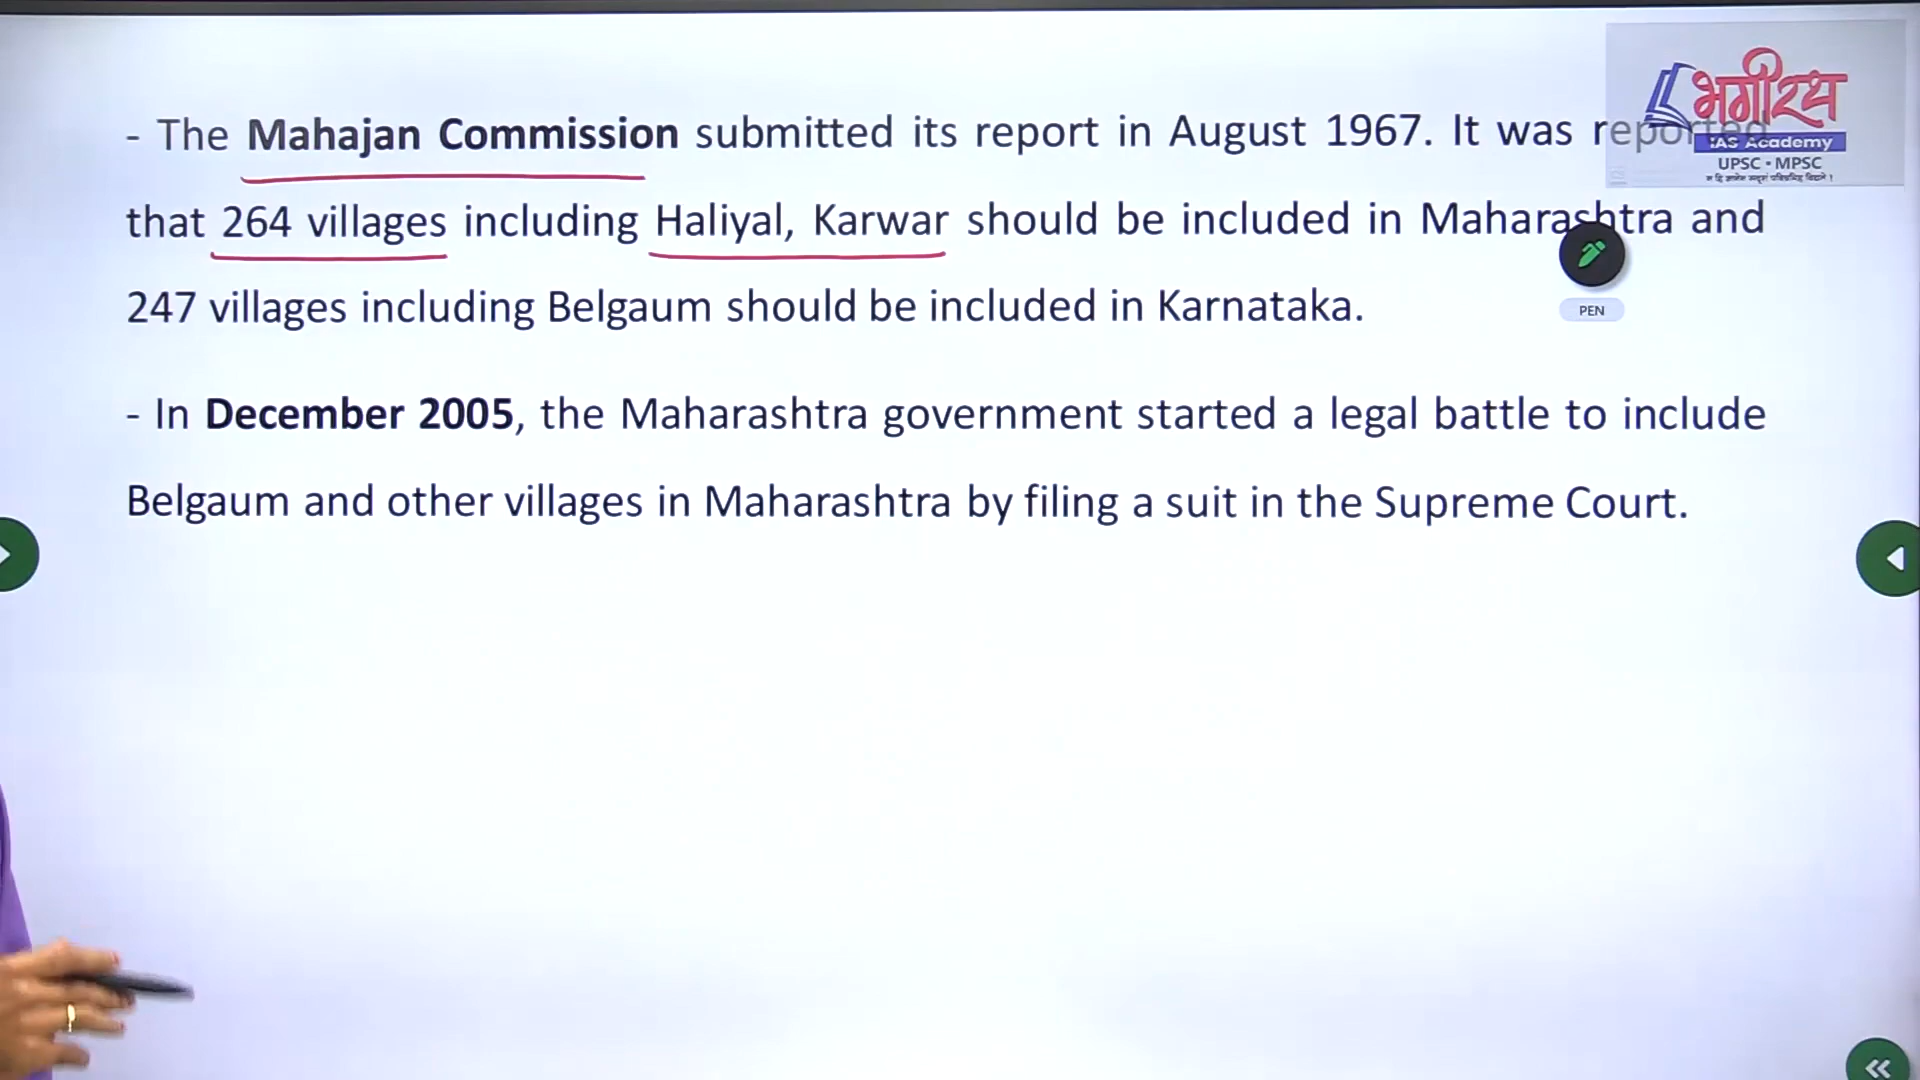 - The Mahajan Commission submitted its report in August 1967. It was reported
that 264 villages including Haliyal, Karwar should be included in Maharashtra and
247 villages including Belgaum should be included in Karnataka.
- In December 2005, the Maharashtra government started a legal battle to include
Belgaum and other villages in Maharashtra by filing a suit in the Supreme Court.
भगीरथ
IAS Academy
UPSC • MPSC
PEN